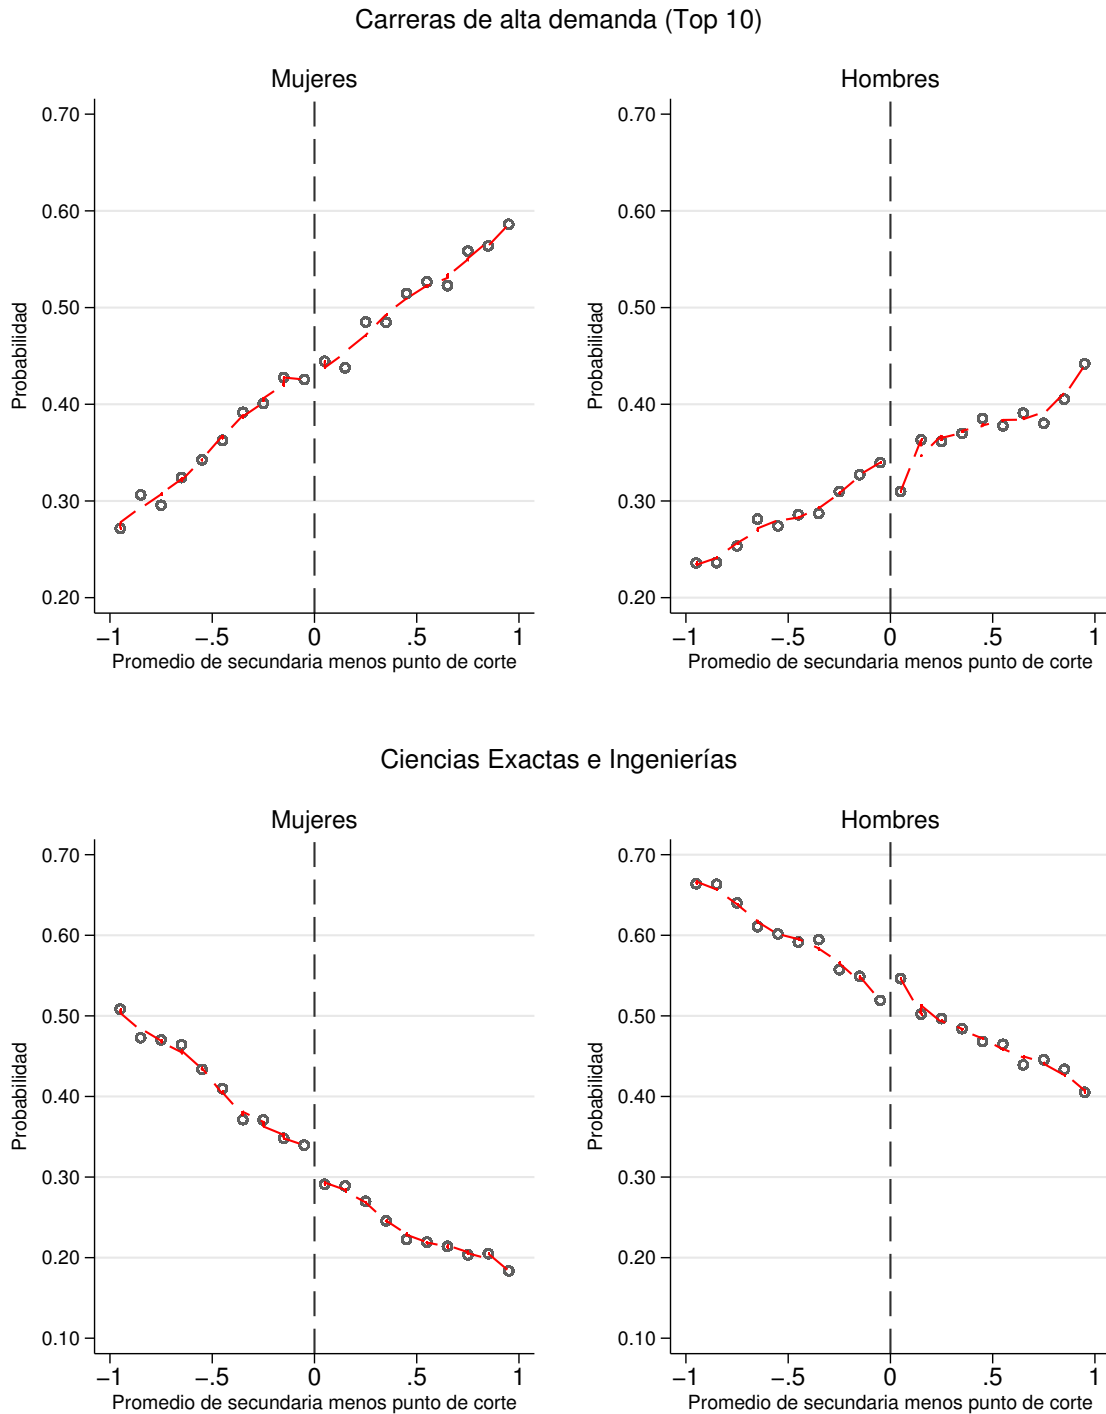 Carreras de alta demanda (Top 10)
Mujeres
0.70
0.60
0.50
0.40
0.30
0.20
Probabilidad
−1 −.5 0 .5 1
Promedio de secundaria menos punto de corte
Hombres
0.70
0.60
0.50
0.40
0.30
0.20
Probabilidad
−1 −.5 0 .5 1
Promedio de secundaria menos punto de corte
Ciencias Exactas e Ingenierías
Mujeres
0.70
0.60
0.50
0.40
0.30
0.20
0.10
Probabilidad
−1 −.5 0 .5 1
Promedio de secundaria menos punto de corte
Hombres
0.70
0.60
0.50
0.40
0.30
0.20
0.10
Probabilidad
−1 −.5 0 .5 1
Promedio de secundaria menos punto de corte